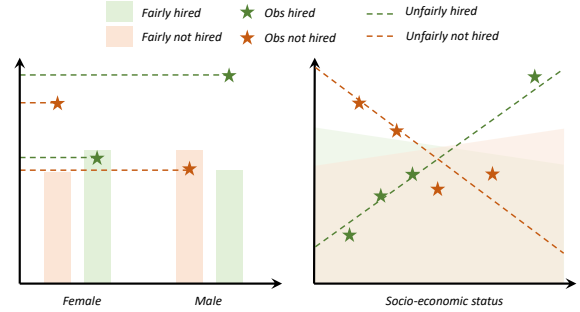 Fairly hired Obs hired Unfairly hired
Fairly not hired Obs not hired Unfairly not hired
Female Male Socio-economic status